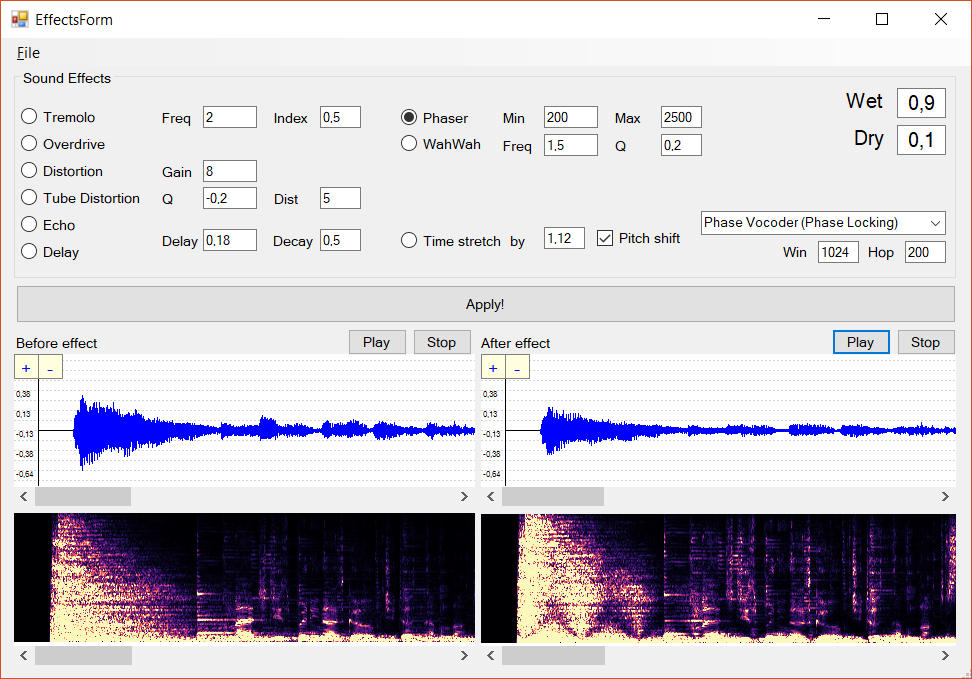 EffectsForm
File
Sound Effects
Tremolo Freq 2 Index 0,5 Phaser Min 200 Max 2500 Wet 0,9
Overdrive WahWah Freq 1,5 Q 0,2 Dry 0,1
Distortion Gain 8
Tube Distortion Q -0,2 Dist 5
Echo
Delay 0,18 Decay 0,5 Time stretch by 1,12 Pitch shift Phase Vocoder (Phase Locking)
Delay Win 1024 Hop 200
Apply!
Before effect Play Stop After effect Play Stop
+ - + -
0,38 0,38
0,13 0,13
-0,13 -0,13
-0,38 -0,38
-0,64 -0,64